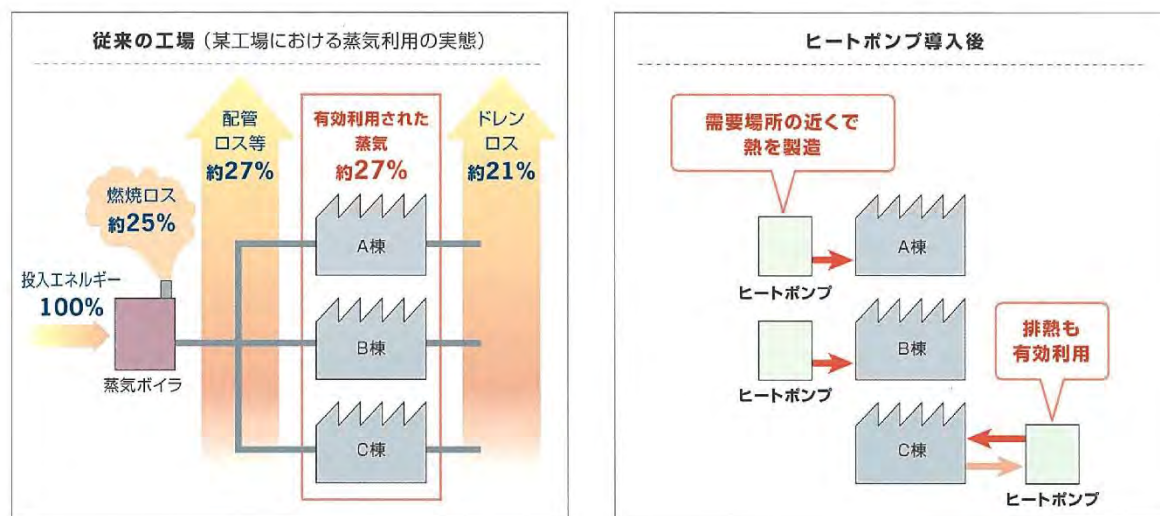 従来の工場（某工場における蒸気利用の実態）
配管
ロス等
約27%
有効利用された
蒸気
約27%
ドレン
ロス
約21%
燃焼ロス
約25%
投入エネルギー
100%
蒸気ボイラ
A棟
B棟
C棟
ヒートポンプ導入後
需要場所の近くで
熱を製造
A棟
ヒートポンプ
B棟
ヒートポンプ
排熱も
有効利用
C棟
ヒートポンプ